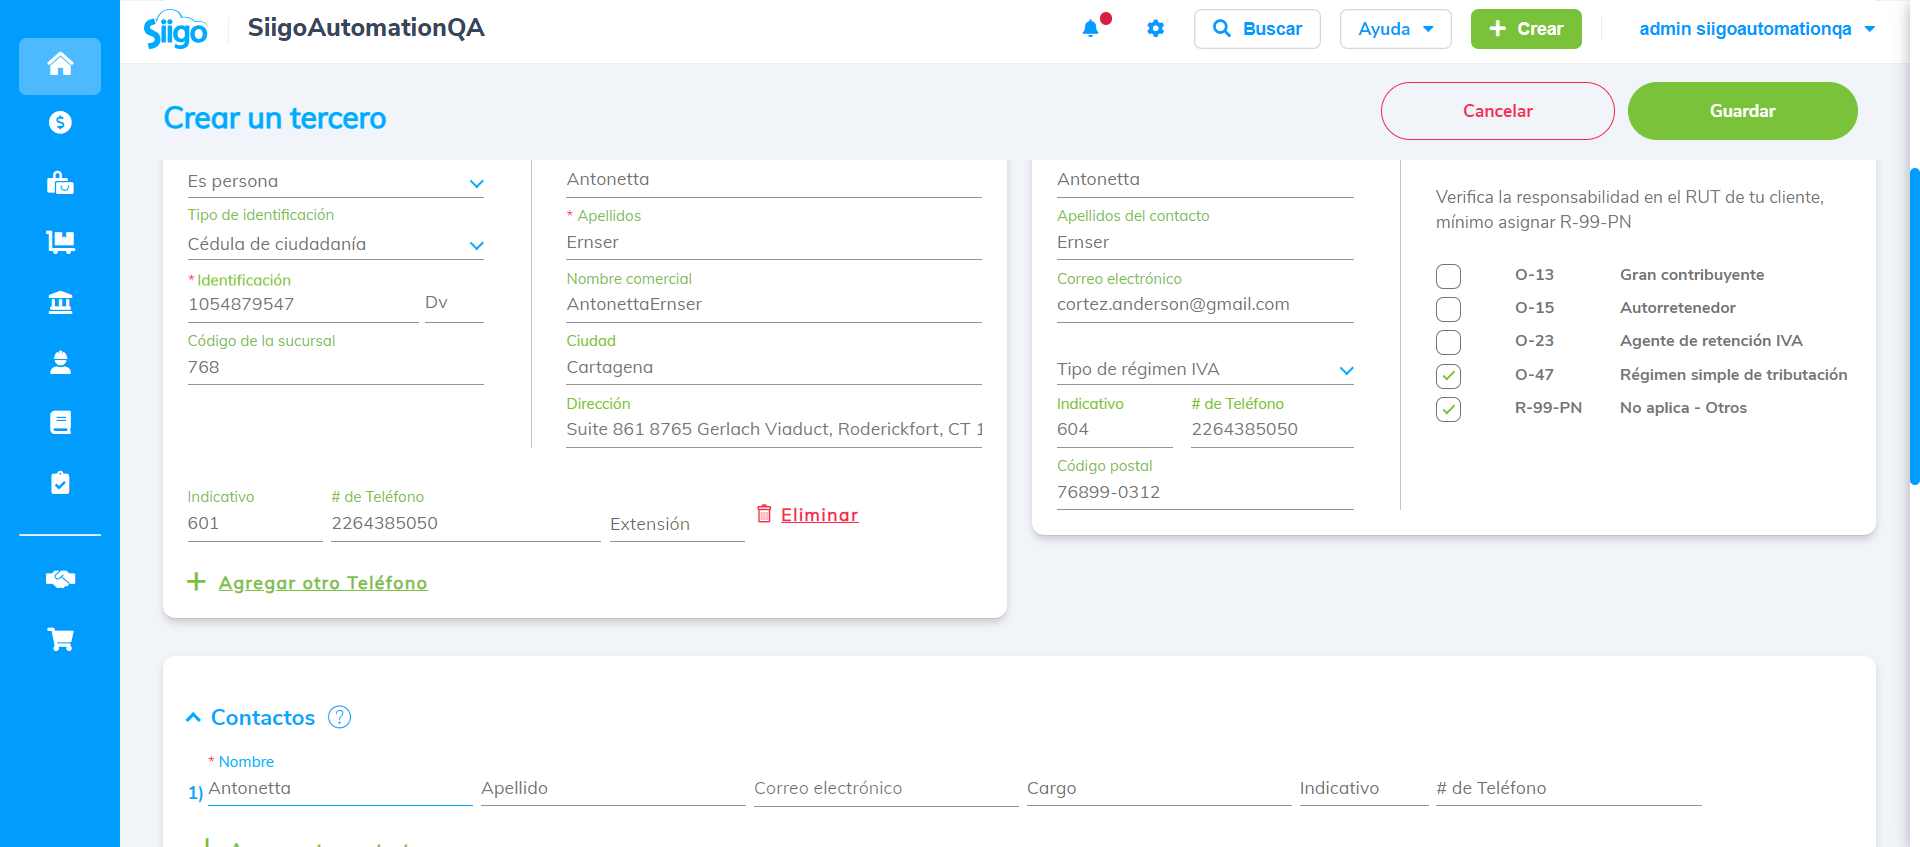 Siigo
SiigoAutomationQA
Buscar
Ayuda
Crear
admin siigoautomationqa
Crear un tercero
Cancelar
Guardar
Es persona
Tipo de identificación
Cédula de ciudadanía
* Identificación
1054879547
Dv
Código de la sucursal
768
Antonetta
* Apellidos
Ernser
Nombre comercial
AntonettaErnser
Ciudad
Cartagena
Dirección
Suite 861 8765 Gerlach Viaduct, Roderickfort, CT 1
Indicativo
601
# de Teléfono
2264385050
Extensión
Eliminar
Agregar otro Teléfono
Antonetta
Apellidos del contacto
Ernser
Correo electrónico
cortez.anderson@gmail.com
Tipo de régimen IVA
Indicativo
604
# de Teléfono
2264385050
Código postal
76899-0312
Verifica la responsabilidad en el RUT de tu cliente,
mínimo asignar R-99-PN
O-13 Gran contribuyente
O-15 Autorretenedor
O-23 Agente de retención IVA
O-47 Régimen simple de tributación
R-99-PN No aplica - Otros
Contactos ?
* Nombre
1) Antonetta Apellido Correo electrónico Cargo Indicativo # de Teléfono